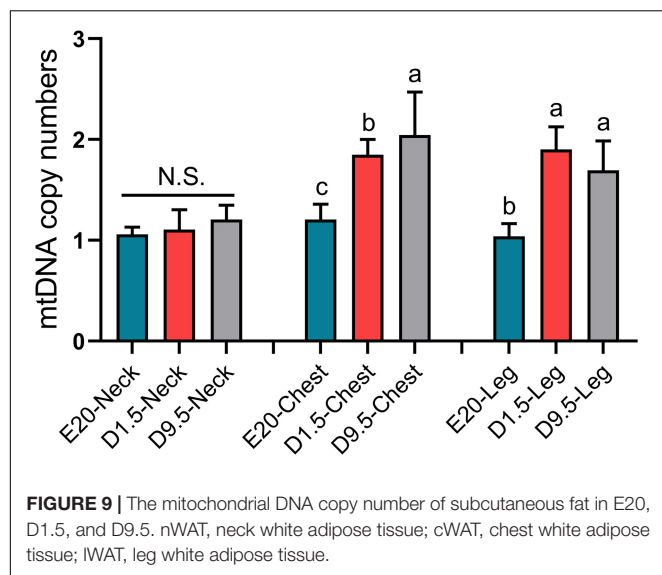 mtDNA copy numbers
3
2
1
0
N.S.
c
b
a
b
a
a
E20-Neck
D1.5-Neck
D9.5-Neck
E20-Chest
D1.5-Chest
D9.5-Chest
E20-Leg
D1.5-Leg
D9.5-Leg
FIGURE 9 | The mitochondrial DNA copy number of subcutaneous fat in E20,
D1.5, and D9.5. nWAT, neck white adipose tissue; cWAT, chest white adipose
tissue; lWAT, leg white adipose tissue.